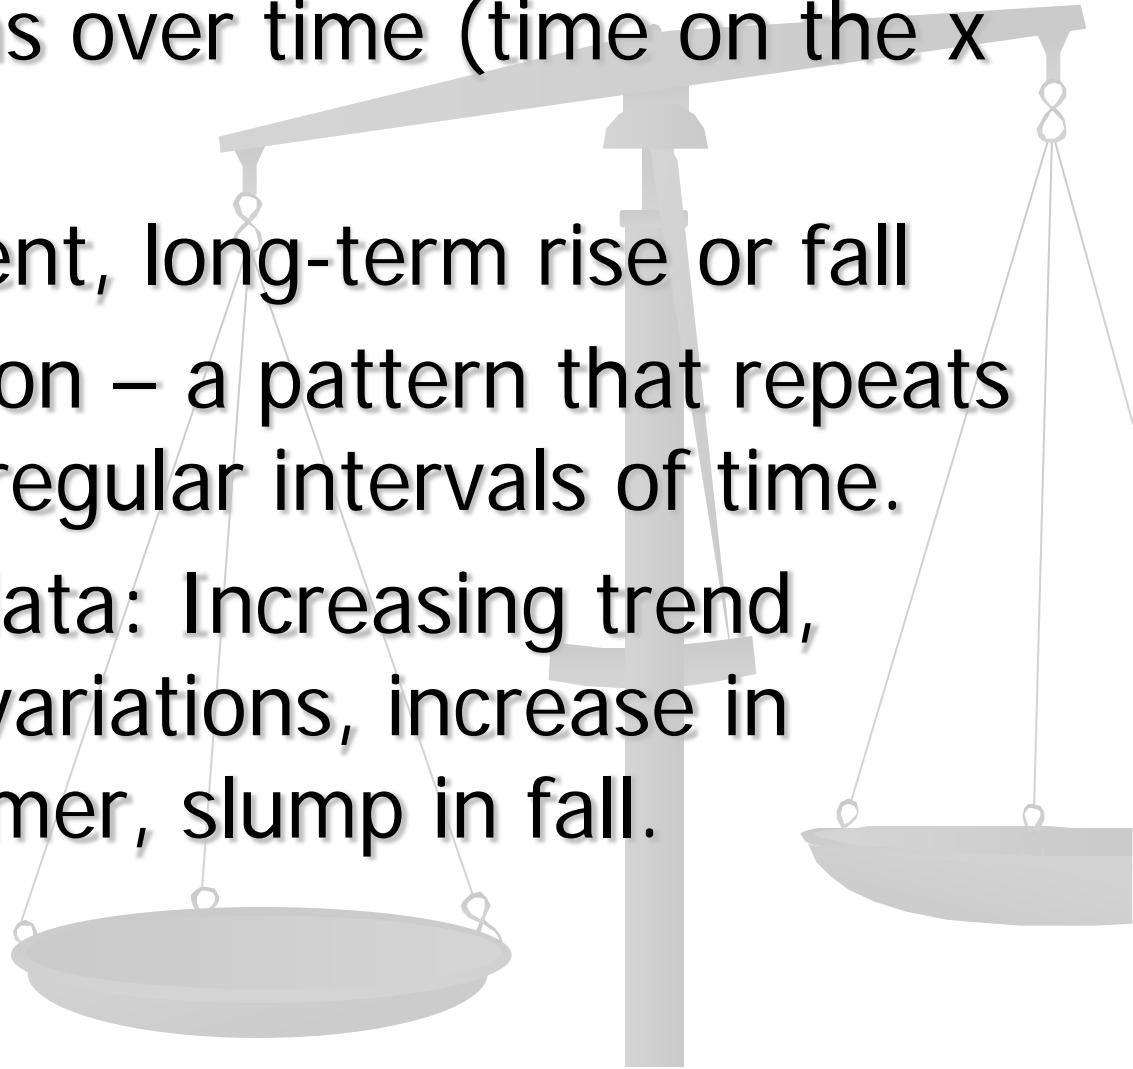 s over time (time on the x
ent, long-term rise or fall
on – a pattern that repeats
regular intervals of time.
ata: Increasing trend,
variations, increase in
mer, slump in fall.